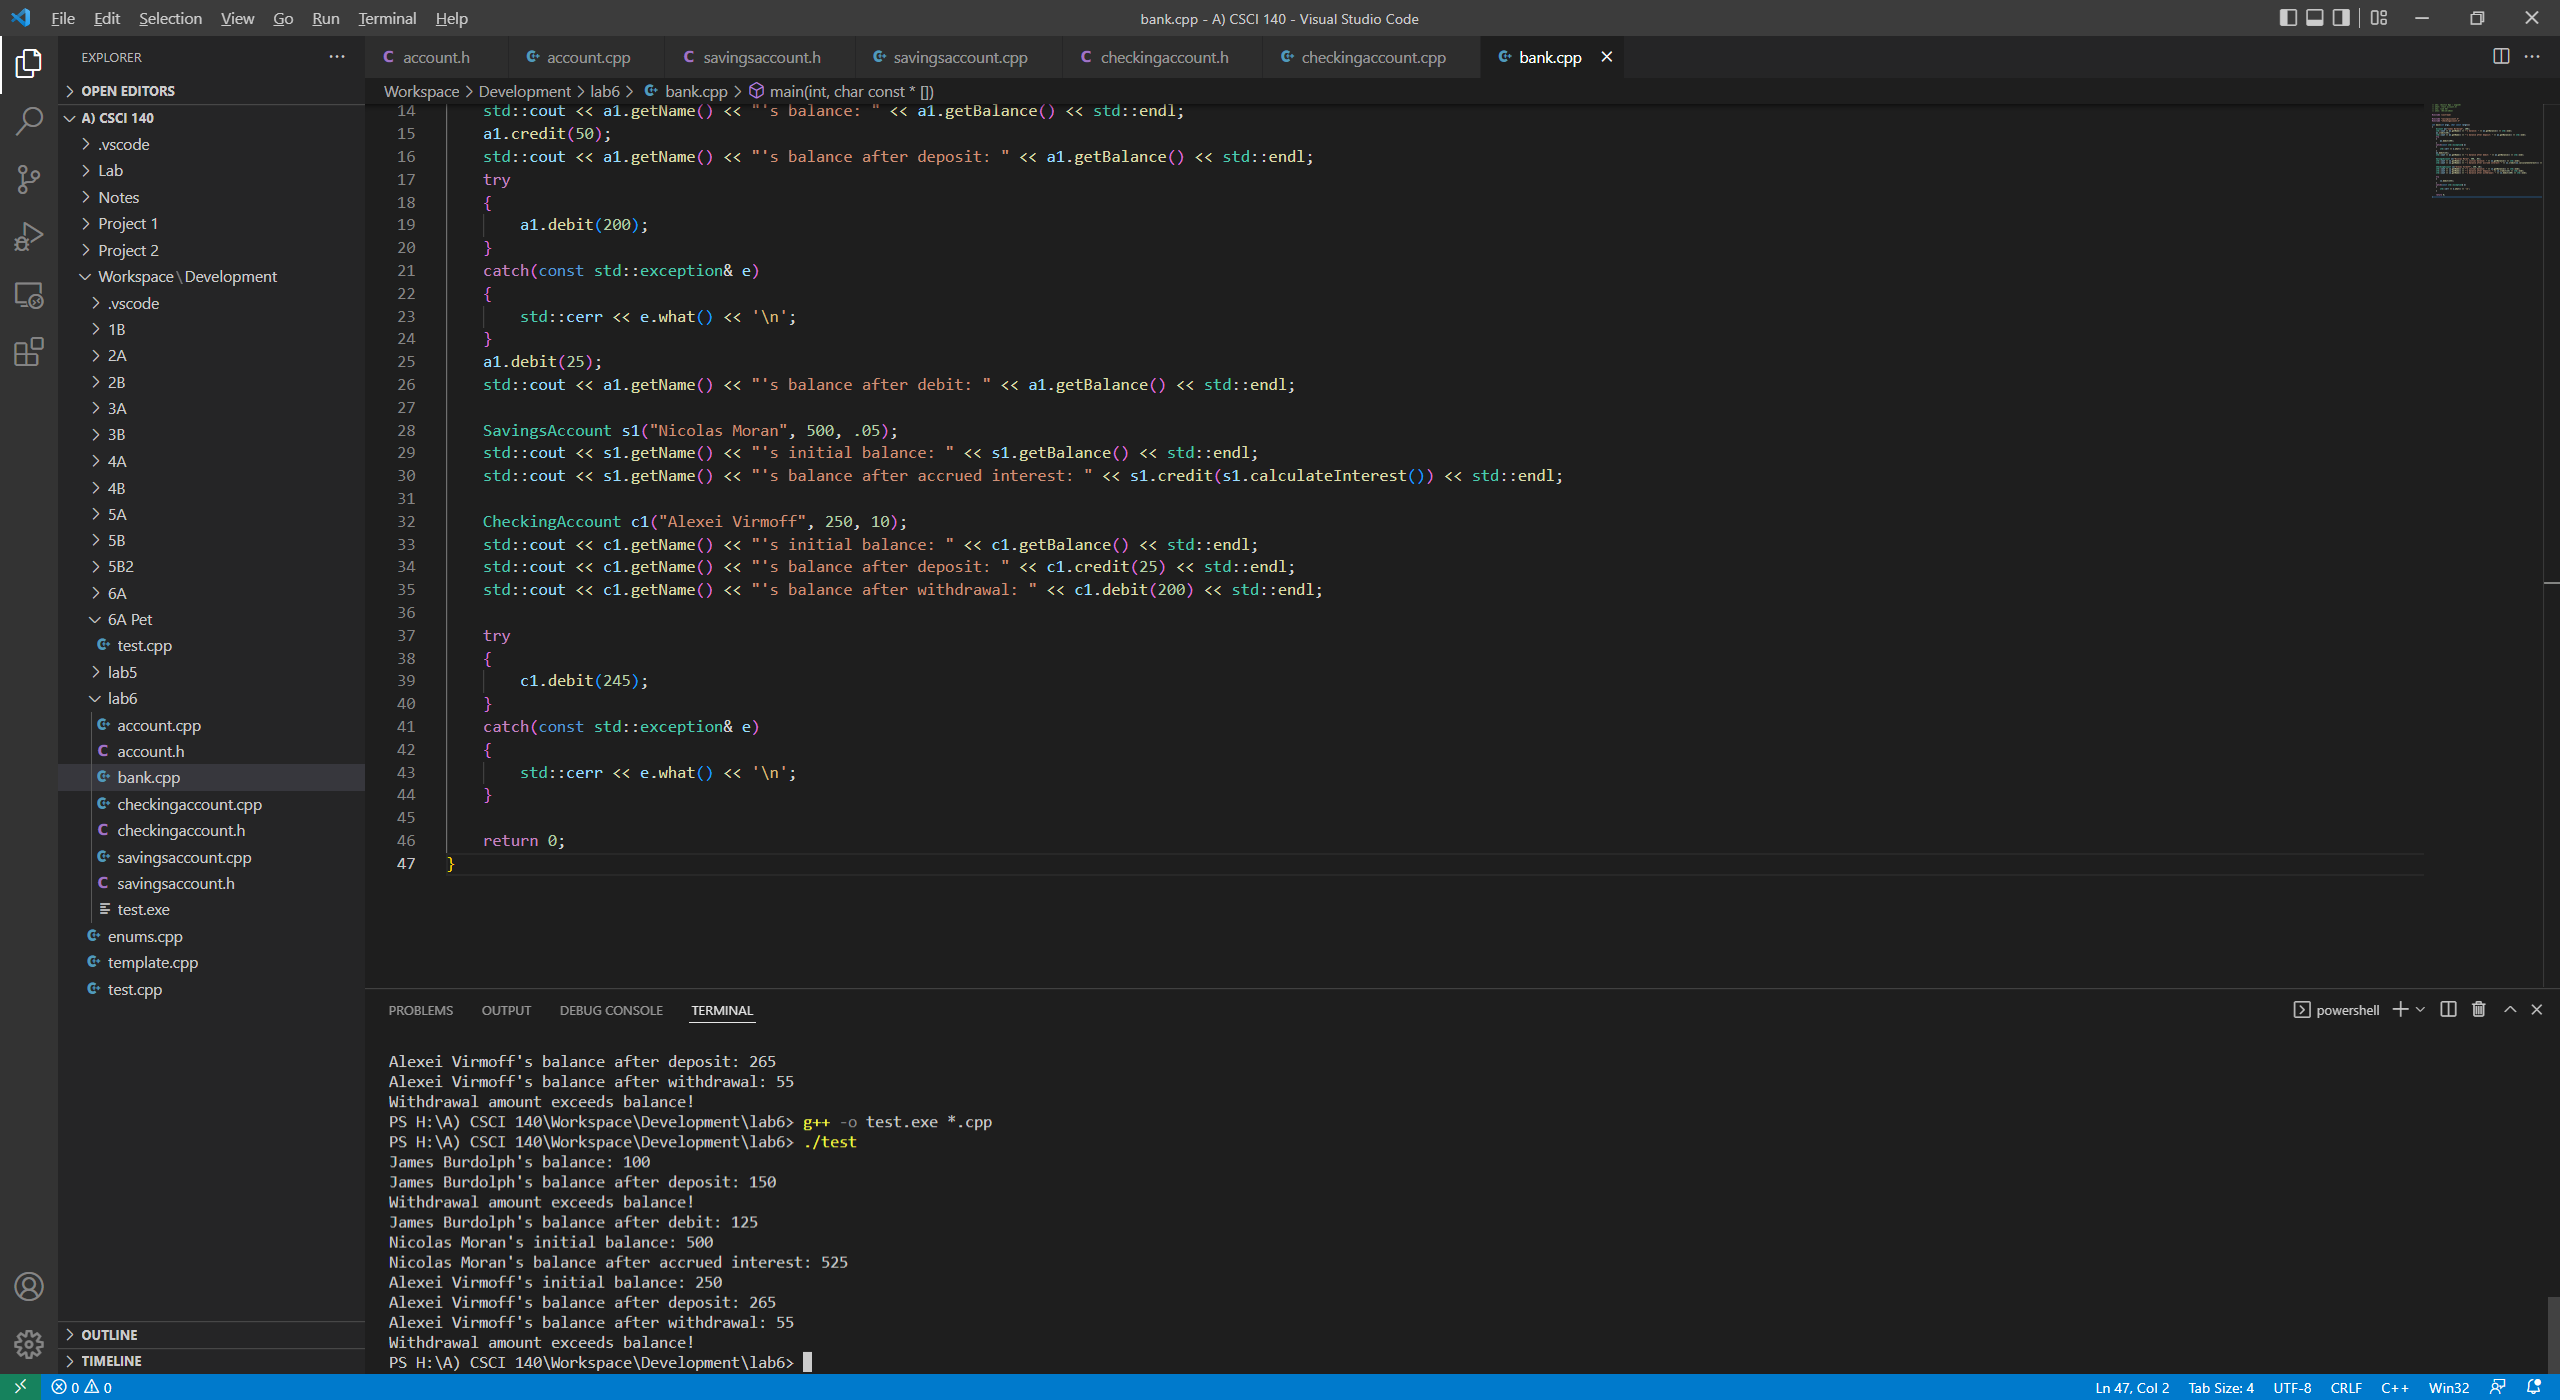 File Edit Selection View Go Run Terminal Help
bank.cpp - A) CSCI 140 - Visual Studio Code
EXPLORER
OPEN EDITORS
A) CSCI 140
.vscode
Lab
Notes
Project 1
Project 2
Workspace\Development
.vscode
1B
2A
2B
3A
3B
4A
4B
5A
5B
5B2
6A
6A Pet
test.cpp
lab5
lab6
account.cpp
account.h
bank.cpp
checkingaccount.cpp
checkingaccount.h
savingsaccount.cpp
savingsaccount.h
test.exe
enums.cpp
template.cpp
test.cpp
OUTLINE
TIMELINE
account.h account.cpp savingsaccount.h savingsaccount.cpp checkingaccount.h checkingaccount.cpp bank.cpp
Workspace > Development > lab6 > bank.cpp > main(int, char const * [])
14 std::cout << a1.getName() << "'s balance: " << a1.getBalance() << std::endl;
15 a1.credit(50);
16 std::cout << a1.getName() << "'s balance after deposit: " << a1.getBalance() << std::endl;
17 try
18 {
19 a1.debit(200);
20 }
21 catch(const std::exception& e)
22 {
23 std::cerr << e.what() << '\n';
24 }
25 a1.debit(25);
26 std::cout << a1.getName() << "'s balance after debit: " << a1.getBalance() << std::endl;
27
28 SavingsAccount s1("Nicolas Moran", 500, .05);
29 std::cout << s1.getName() << "'s initial balance: " << s1.getBalance() << std::endl;
30 std::cout << s1.getName() << "'s balance after accrued interest: " << s1.credit(s1.calculateInterest()) << std::endl;
31
32 CheckingAccount c1("Alexei Virmoff", 250, 10);
33 std::cout << c1.getName() << "'s initial balance: " << c1.getBalance() << std::endl;
34 std::cout << c1.getName() << "'s balance after deposit: " << c1.credit(25) << std::endl;
35 std::cout << c1.getName() << "'s balance after withdrawal: " << c1.debit(200) << std::endl;
36
37 try
38 {
39 c1.debit(245);
40 }
41 catch(const std::exception& e)
42 {
43 std::cerr << e.what() << '\n';
44 }
45
46 return 0;
47 }
PROBLEMS OUTPUT DEBUG CONSOLE TERMINAL
powershell
Alexei Virmoff's balance after deposit: 265
Alexei Virmoff's balance after withdrawal: 55
Withdrawal amount exceeds balance!
PS H:\A) CSCI 140\Workspace\Development\lab6> g++ -o test.exe *.cpp
PS H:\A) CSCI 140\Workspace\Development\lab6> ./test
James Burdolph's balance: 100
James Burdolph's balance after deposit: 150
Withdrawal amount exceeds balance!
James Burdolph's balance after debit: 125
Nicolas Moran's initial balance: 500
Nicolas Moran's balance after accrued interest: 525
Alexei Virmoff's initial balance: 250
Alexei Virmoff's balance after deposit: 265
Alexei Virmoff's balance after withdrawal: 55
Withdrawal amount exceeds balance!
PS H:\A) CSCI 140\Workspace\Development\lab6>
0 0
Ln 47, Col 2 Tab Size: 4 UTF-8 CRLF C++ Win32